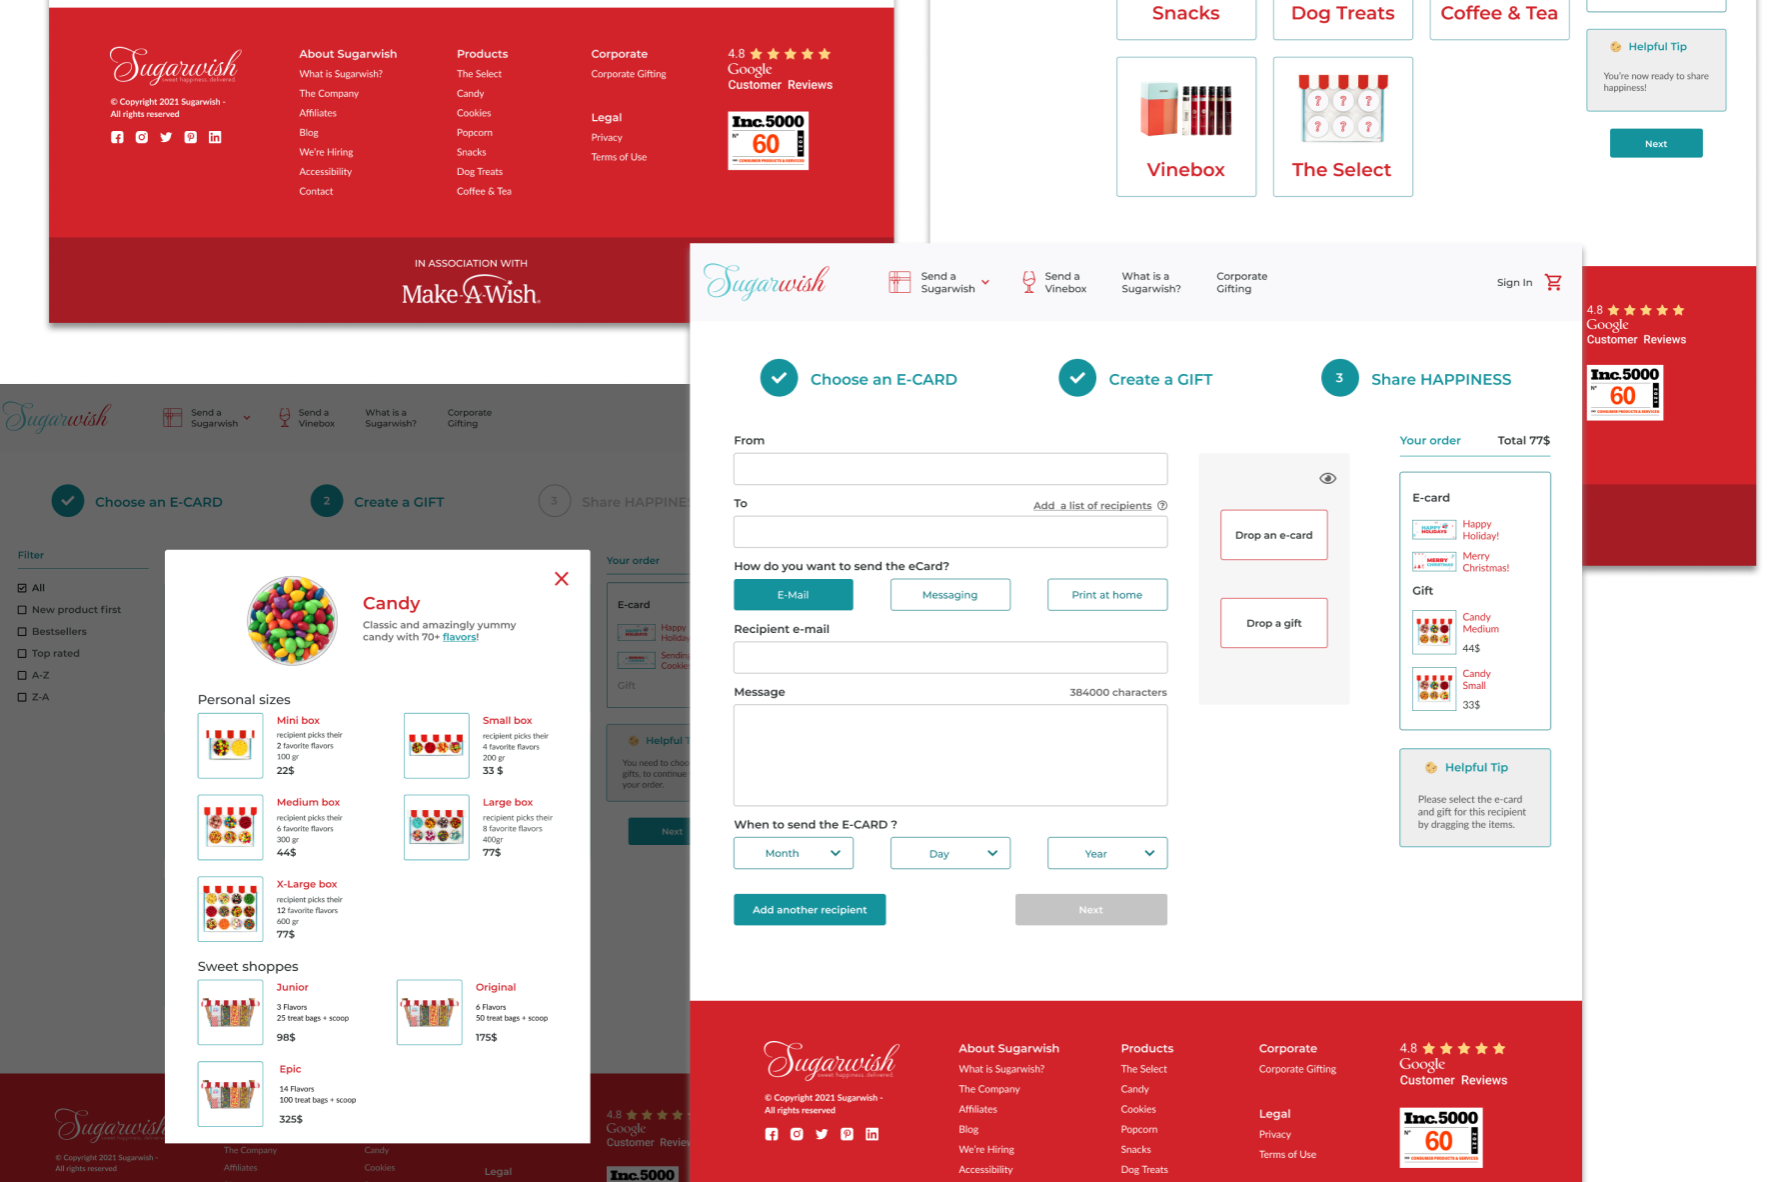 Sugarwish
sweet happiness. delivered.
© Copyright 2021 Sugarwish -
All rights reserved
About Sugarwish
What is Sugarwish?
The Company
Affiliates
Blog
We're Hiring
Accessibility
Contact
Products
The Select
Candy
Cookies
Popcorn
Snacks
Dog Treats
Coffee & Tea
Corporate
Corporate Gifting
Legal
Privacy
Terms of Use
4.8
Google
Customer Reviews
Inc.5000
N°
60
CONSUMER PRODUCTS & SERVICES
IN ASSOCIATION WITH
Make-A-Wish®
Snacks
Dog Treats
Coffee & Tea
Vinebox
? ? ?
? ? ?
The Select
Helpful Tip
You're now ready to share
happiness!
Next
4.8
Google
Customer Reviews
Inc.5000
N°
60
CONSUMER PRODUCTS & SERVICES
Sugarwish
Send a
Sugarwish
Send a
Vinebox
What is a
Sugarwish?
Corporate
Gifting
Choose an E-CARD
2
Create a GIFT
3
Share HAPPINE
Filter
All
New product first
Bestsellers
Top rated
A-Z
Z-A
Candy
Classic and amazingly yummy
candy with 70+ flavors!
Personal sizes
Mini box
recipient picks their
2 favorite flavors
100 gr
22$
Small box
recipient picks their
4 favorite flavors
200 gr
33 $
Medium box
recipient picks their
6 favorite flavors
300 gr
44$
Large box
recipient picks their
8 favorite flavors
400gr
77$
X-Large box
recipient picks their
12 favorite flavors
600 gr
77$
Sweet shoppes
Junior
3 Flavors
25 treat bags + scoop
98$
Original
6 Flavors
50 treat bags + scoop
175$
Epic
14 Flavors
100 treat bags + scoop
325$
Your order
E-card
HAPPY
HOLIDAYS
Happy
Holiday
Sending
Cookie
Gift
Helpful T
You need to choo
gifts, to continue
your order.
Next
Sugarwish
© Copyright 2021 Sugarwish -
All rights reserved
The Company
Affiliates
Candy
Cookies
Legal
4.8
Google
Customer Review
Inc.5000
Sugarwish
Send a
Sugarwish
Send a
Vinebox
What is a
Sugarwish?
Corporate
Gifting
Sign In
Choose an E-CARD
Create a GIFT
3
Share HAPPINESS
From
To
Add a list of recipients ?
How do you want to send the eCard?
E-Mail
Messaging
Print at home
Recipient e-mail
Message
384000 characters
When to send the E-CARD ?
Month
Day
Year
Add another recipient
Next
Drop an e-card
Drop a gift
Your order
Total 77$
E-card
HAPPY
HOLIDAYS
Happy
Holiday!
MERRY
CHRISTMAS
Merry
Christmas!
Gift
Candy
Medium
44$
Candy
Small
33$
Helpful Tip
Please select the e-card
and gift for this recipient
by dragging the items.
Sugarwish
sweet happiness. delivered.
© Copyright 2021 Sugarwish -
All rights reserved
About Sugarwish
What is Sugarwish?
The Company
Affiliates
Blog
We're Hiring
Accessibility
Products
The Select
Candy
Cookies
Popcorn
Snacks
Dog Treats
Corporate
Corporate Gifting
Legal
Privacy
Terms of Use
4.8
Google
Customer Reviews
Inc.5000
N°
60
CONSUMER PRODUCTS & SERVICES